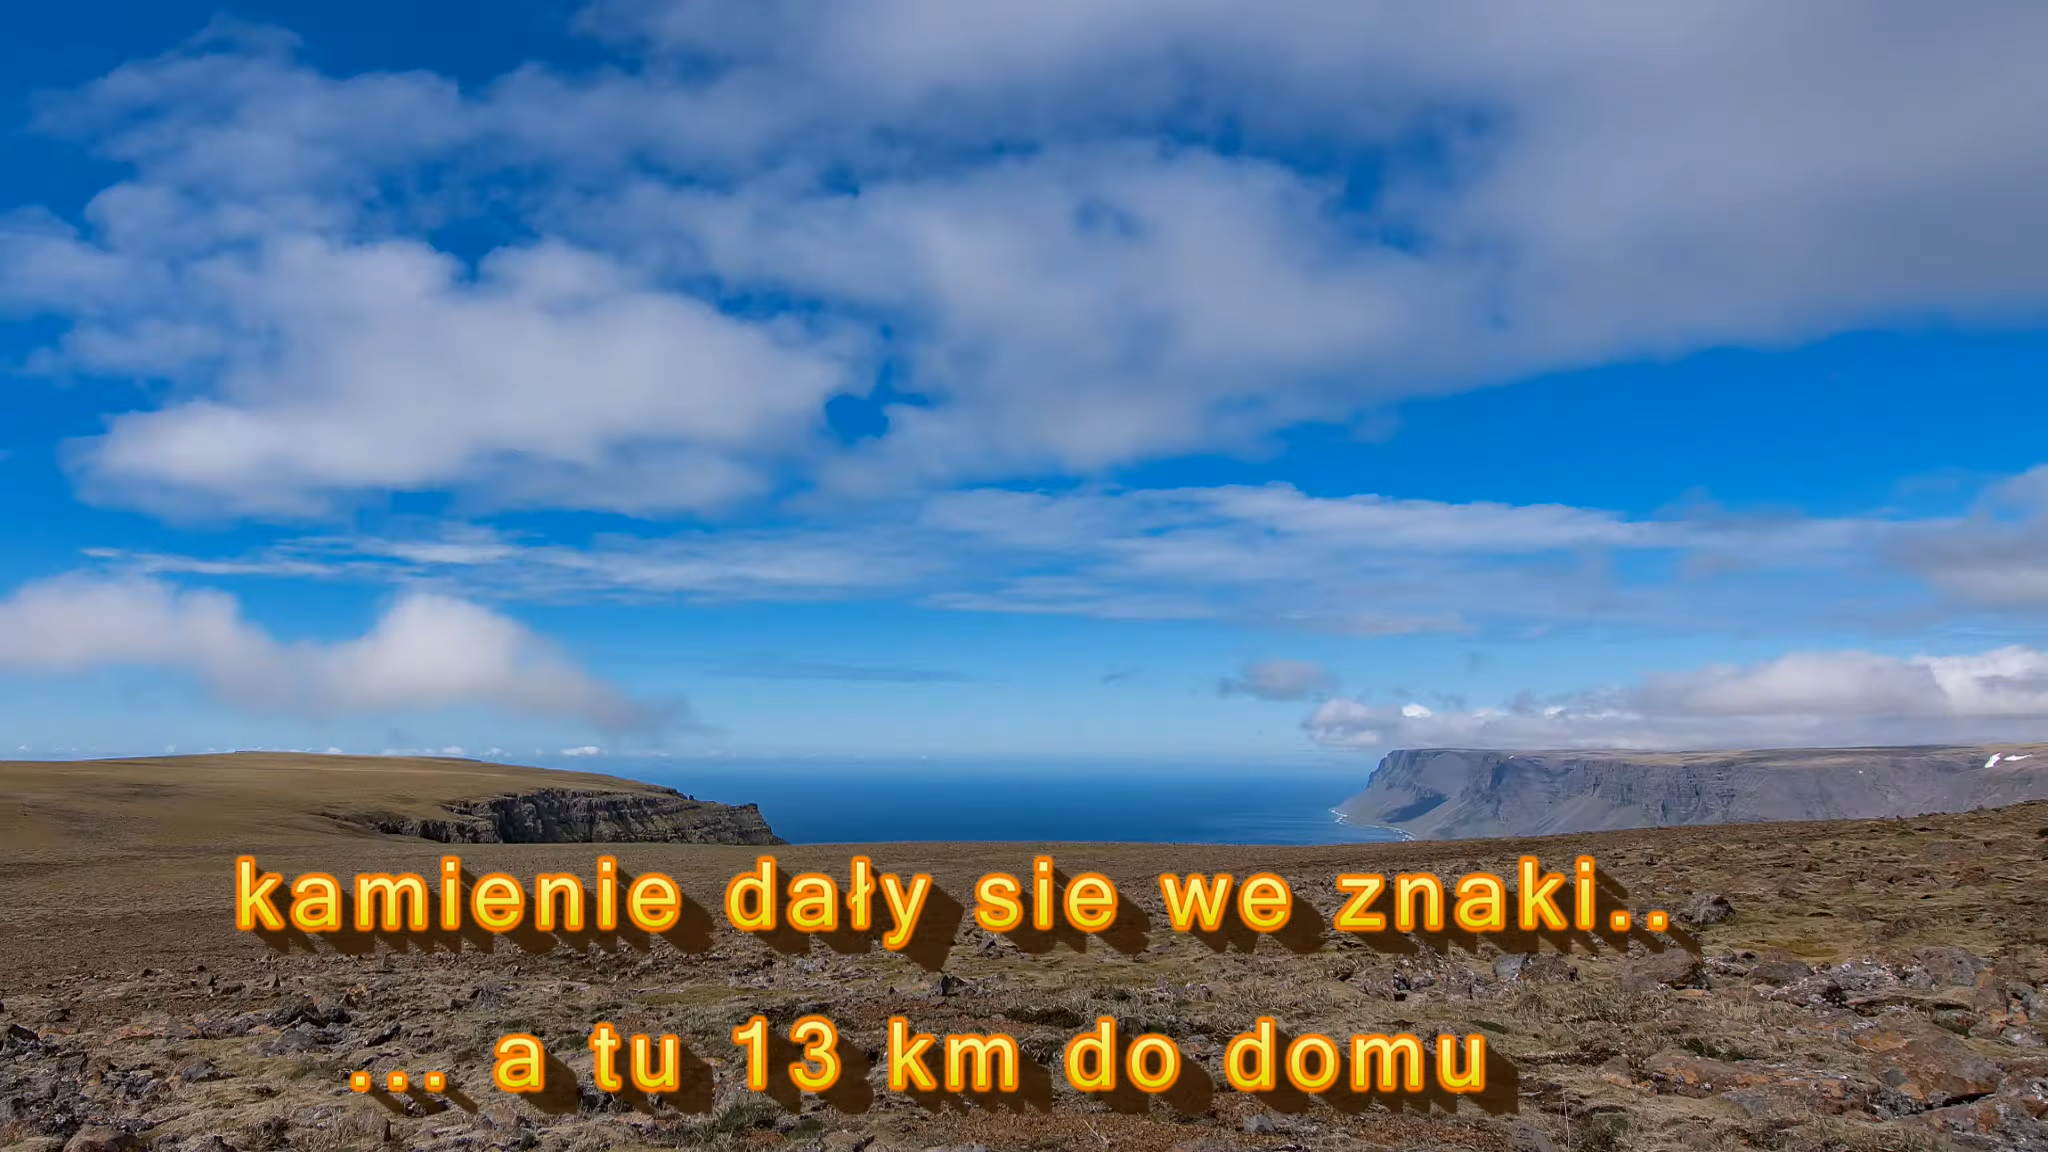 kamienie dały sie we znaki..
... a tu 13 km do domu